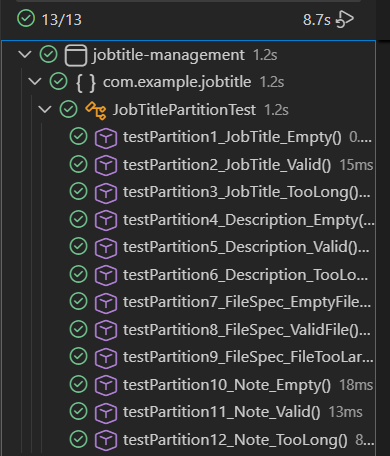 13/13 8.7s
jobtitle-management 1.2s
{ } com.example.jobtitle 1.2s
JobTitlePartitionTest 1.2s
testPartition1_JobTitle_Empty() 0....
testPartition2_JobTitle_Valid() 15ms
testPartition3_JobTitle_TooLong()...
testPartition4_Description_Empty(...
testPartition5_Description_Valid()...
testPartition6_Description_TooLo...
testPartition7_FileSpec_EmptyFile...
testPartition8_FileSpec_ValidFile()...
testPartition9_FileSpec_FileTooLar...
testPartition10_Note_Empty() 18ms
testPartition11_Note_Valid() 13ms
testPartition12_Note_TooLong() 8...